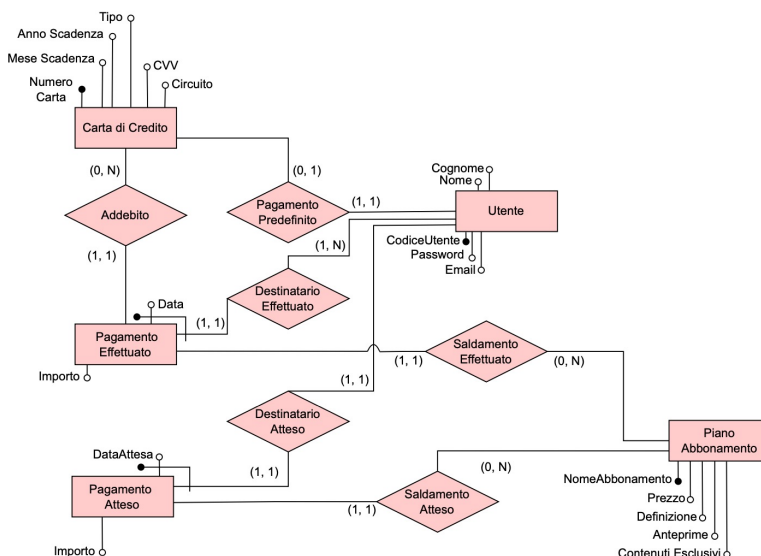 Tipo
Anno Scadenza
Mese Scadenza
CVV
Numero
Carta
Circuito
Carta di Credito
(0, N)
(0, 1)
Cognome
Nome
Addebito
Pagamento
Predefinito
(1, 1)
Utente
(1, 1)
(1, N)
CodiceUtente
Password
Email
Destinatario
Effettuato
Data
(1, 1)
Pagamento
Effettuato
Saldamento
Effettuato
(1, 1)
(0, N)
Importo
(1, 1)
Destinatario
Atteso
Piano
Abbonamento
DataAttesa
(1, 1)
(0, N)
NomeAbbonamento
Pagamento
Atteso
Saldamento
Atteso
(1, 1)
Prezzo
Definizione
Anteprime
Importo
Contenuti Esclusivi